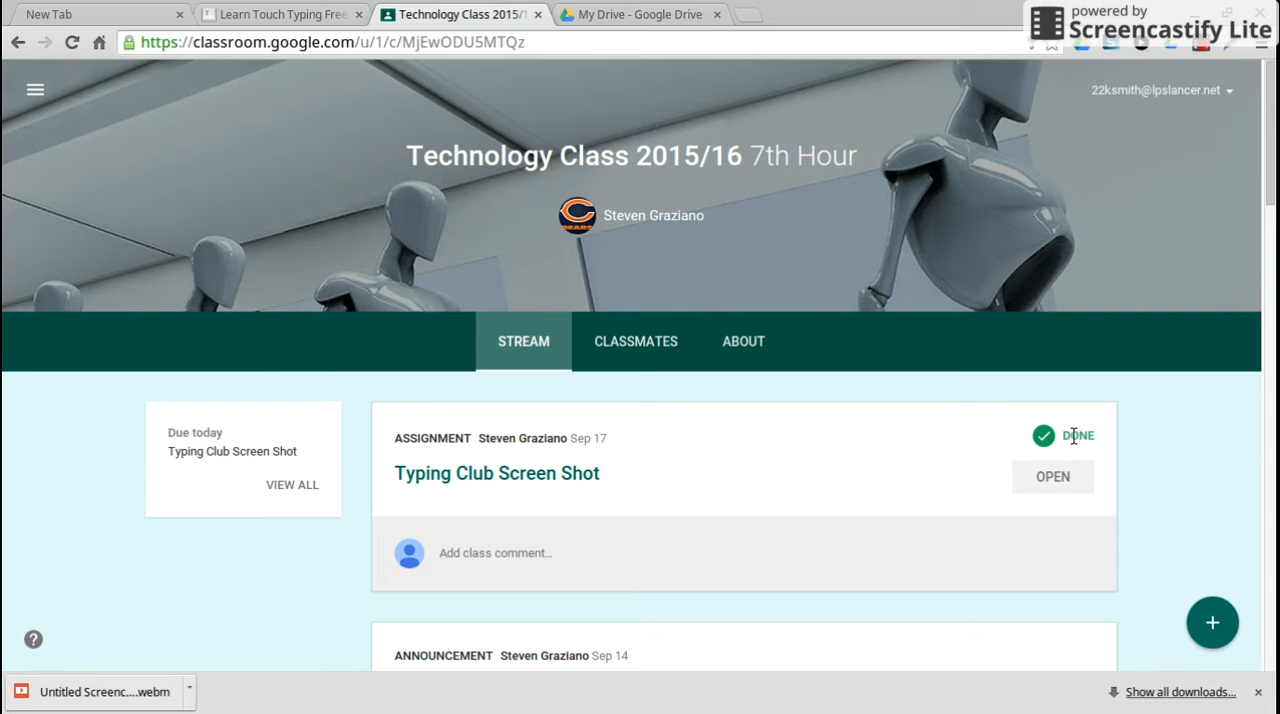 New Tab
Learn Touch Typing Free
Technology Class 2015/1
My Drive - Google Drive
powered by
Screencastify Lite
https://classroom.google.com/u/1/c/MjEwODU5MTQz
22ksmith@lpslancer.net
Technology Class 2015/16 7th Hour
BEARS
Steven Graziano
STREAM
CLASSMATES
ABOUT
Due today
Typing Club Screen Shot
VIEW ALL
ASSIGNMENT Steven Graziano Sep 17
DONE
Typing Club Screen Shot
OPEN
Add class comment...
ANNOUNCEMENT Steven Graziano Sep 14
Untitled Screenc....webm
Show all downloads...